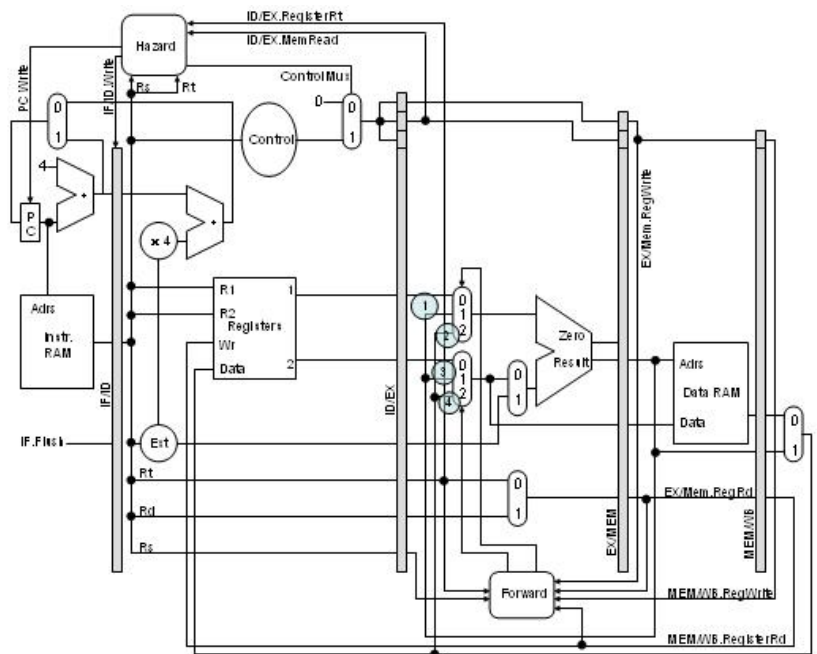 ID/EX.RegisterRt
ID/EX.MemRead
Hazard
PC Write
IF/ID.Write
Rs
Rt
ControlMux
0
0
1
Control
0
1
4
+
+
P
C
x 4
Adrs
Instr.
RAM
R1
R2
Wr
Data
Registers
1
2
1
2
3
4
0
1
2
0
1
2
0
1
Zero
Result
Adrs
Data RAM
Data
0
1
IF/ID
ID/EX
EX/MEM
MEM/WB
EX/Mem.RegWrite
IF.Flush
Ext
Rt
Rd
Rs
0
1
EX/Mem.RegRd
Forward
MEM/WB.RegWrite
MEM/WB.RegisterRd